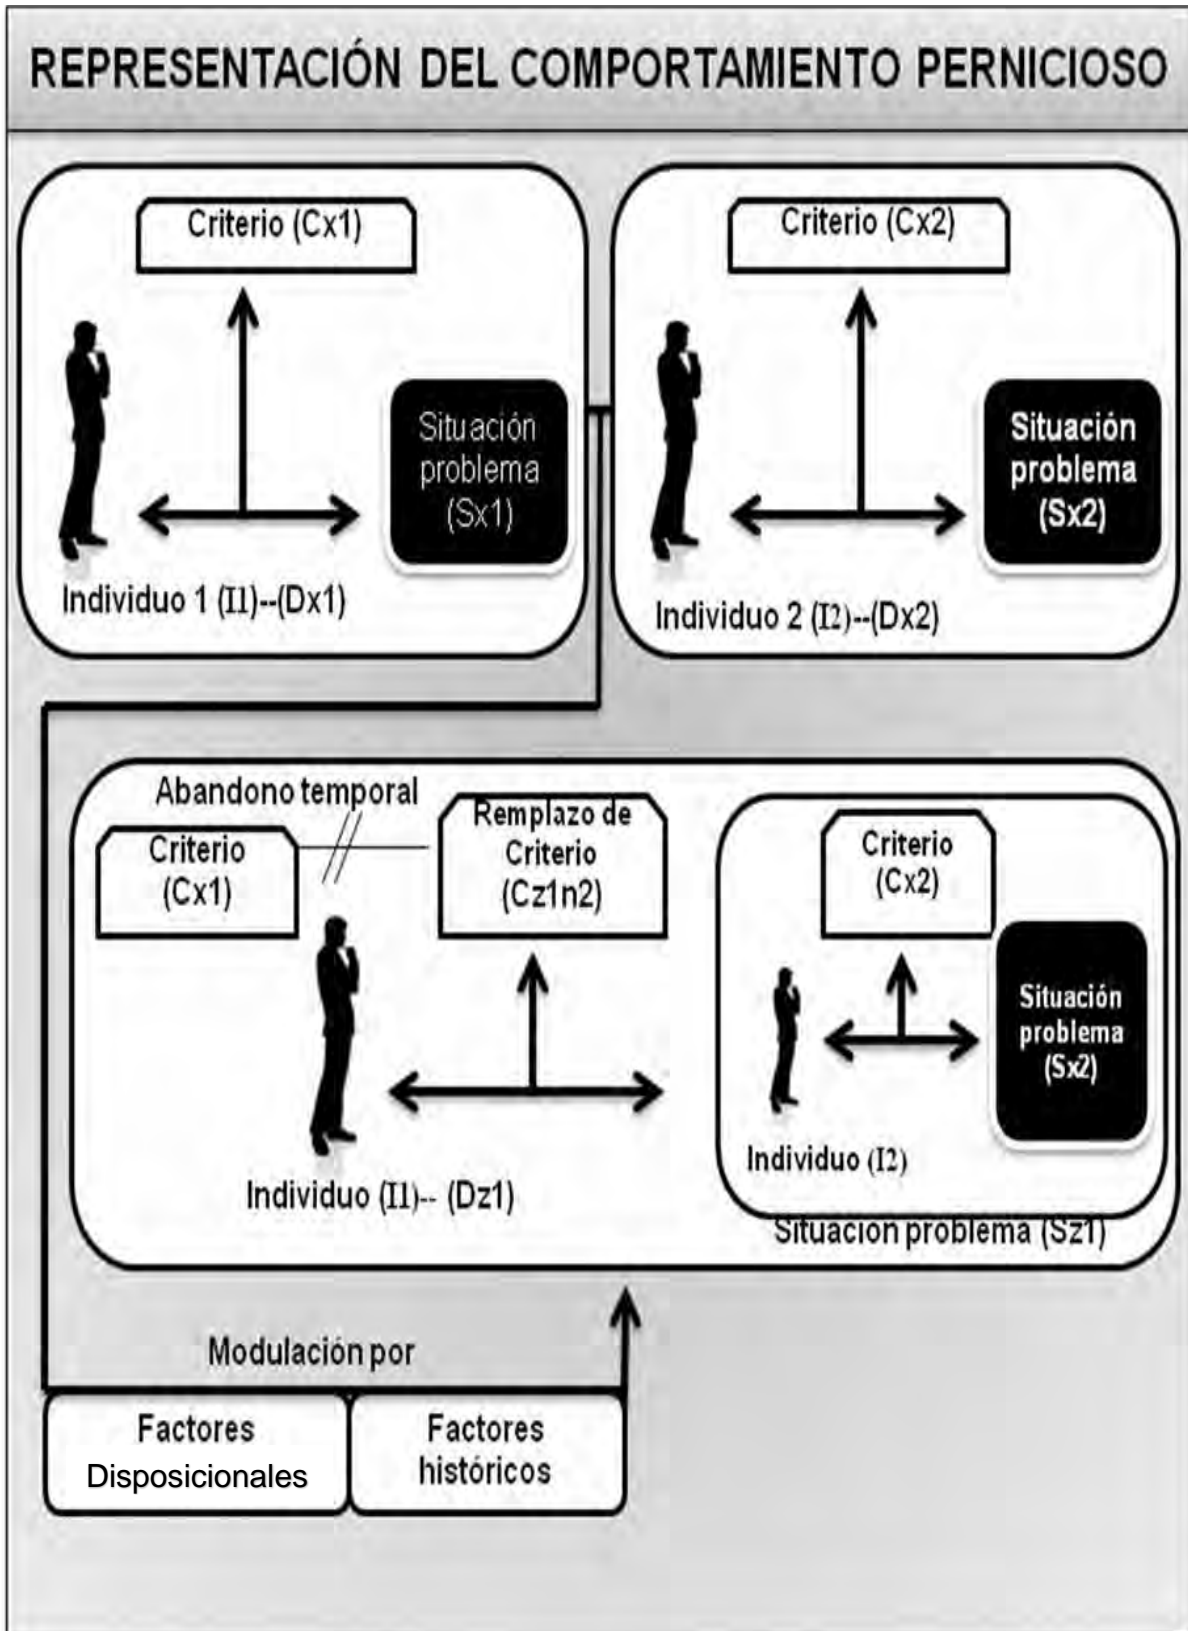 REPRESENTACIÓN DEL COMPORTAMIENTO PERNICIOSO
Criterio (Cx1)
Situación
problema
(Sx1)
Individuo 1 (I1)--(Dx1)
Criterio (Cx2)
Situación
problema
(Sx2)
Individuo 2 (I2)--(Dx2)
Abandono temporal
Criterio
(Cx1)
Remplazo de
Criterio
(Cz1n2)
Individuo (I1)-- (Dz1)
Criterio
(Cx2)
Situación
problema
(Sx2)
Individuo (I2)
Situacion problema (Sz1)
Modulación por
Factores
Disposicionales
Factores
históricos